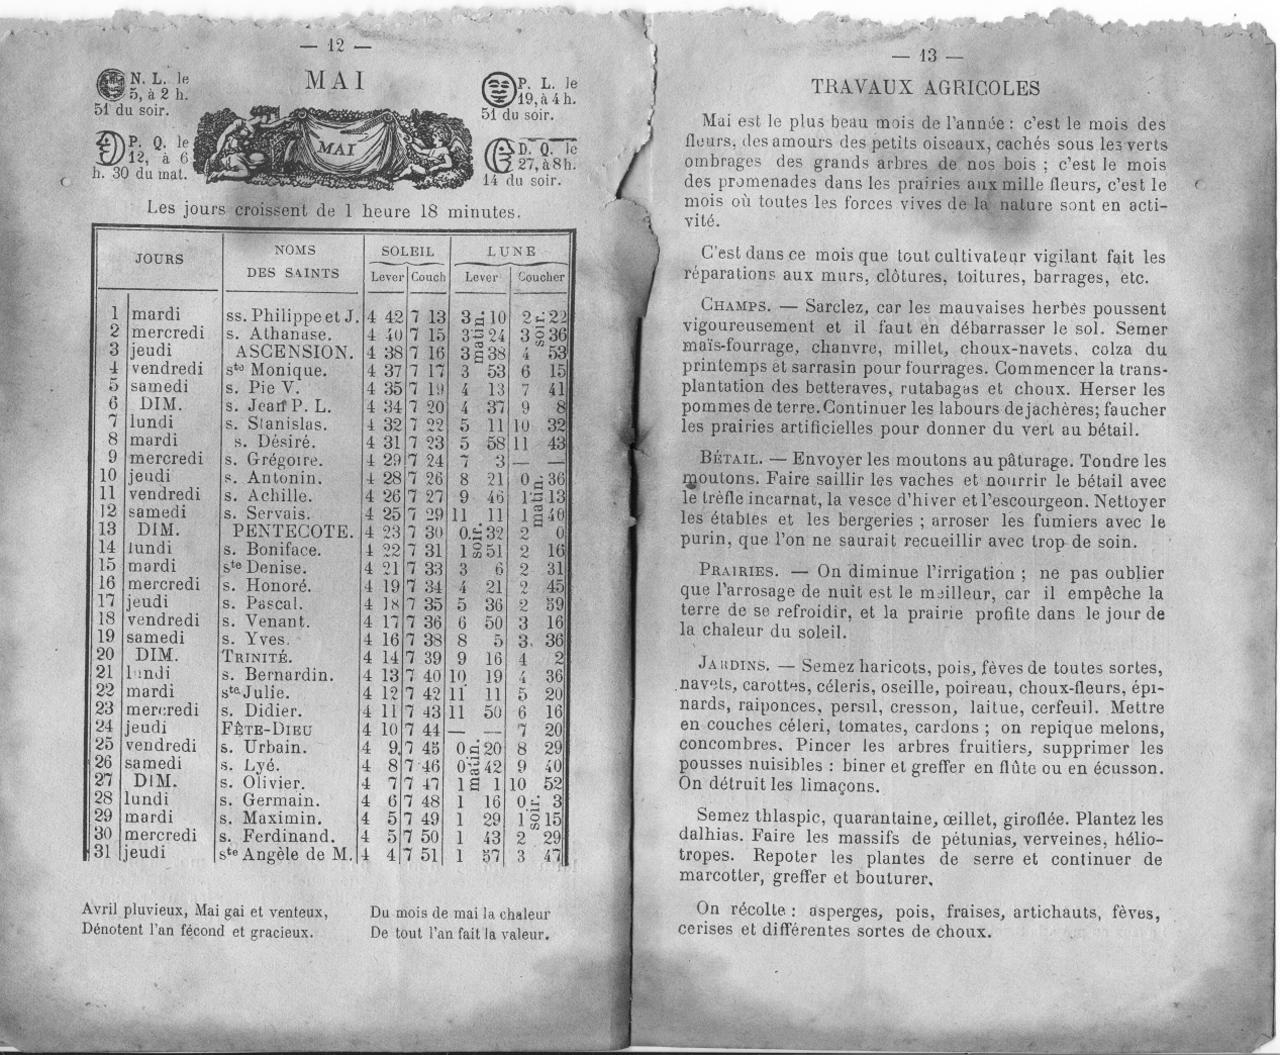 — 12 —
MAI
N. L. le
5, à 2 h.
51 du soir.
P. Q. le
12, à 6
h. 30 du mat.
MAI
P. L. le
19, à 4 h.
51 du soir.
D. Q. le
27, à 8h.
14 du soir.
Les jours croissent de 1 heure 18 minutes.
JOURS NOMS DES SAINTS SOLEIL LUNE
Lever Couch Lever Coucher
1 mardi ss. Philippe et J. 4 42 7 13 3 matin. 10 2 soir. 22
2 mercredi s. Athanase. 4 40 7 15 3 24 3 36
3 jeudi ASCENSION. 4 38 7 16 3 38 4 53
4 vendredi ste Monique. 4 37 7 17 3 53 6 15
5 samedi s. Pie V. 4 35 7 19 4 13 7 41
6 DIM. s. Jean P. L. 4 34 7 20 4 37 9 8
7 lundi s. Stanislas. 4 32 7 22 5 11 10 32
8 mardi s. Désiré. 4 31 7 23 5 58 11 43
9 mercredi s. Grégoire. 4 29 7 24 7 3 — —
10 jeudi s. Antonin. 4 28 7 26 8 21 0 matin. 36
11 vendredi s. Achille. 4 26 7 27 9 46 1 13
12 samedi s. Servais. 4 25 7 29 11 11 1 40
13 DIM. PENTECOTE. 4 23 7 30 0 soir. 32 2 0
14 lundi s. Boniface. 4 22 7 31 1 51 2 16
15 mardi ste Denise. 4 21 7 33 3 6 2 31
16 mercredi s. Honoré. 4 19 7 34 4 21 2 45
17 jeudi s. Pascal. 4 18 7 35 5 36 2 59
18 vendredi s. Venant. 4 17 7 36 6 50 3 16
19 samedi s. Yves. 4 16 7 38 8 5 3 36
20 DIM. TRINITÉ. 4 14 7 39 9 16 4 2
21 lundi s. Bernardin. 4 13 7 40 10 19 4 36
22 mardi ste Julie. 4 12 7 42 11 11 5 20
23 mercredi s. Didier. 4 11 7 43 11 50 6 16
24 jeudi FÊTE-DIEU 4 10 7 44 — — 7 20
25 vendredi s. Urbain. 4 9 7 45 0 matin. 20 8 29
26 samedi s. Lyé. 4 8 7 46 0 42 9 40
27 DIM. s. Olivier. 4 7 7 47 1 1 10 52
28 lundi s. Germain. 4 6 7 48 1 16 0 soir. 3
29 mardi s. Maximin. 4 5 7 49 1 29 1 15
30 mercredi s. Ferdinand. 4 5 7 50 1 43 2 29
31 jeudi ste Angèle de M. 4 4 7 51 1 57 3 47
Avril pluvieux, Mai gai et venteux,
Dénotent l'an fécond et gracieux.
Du mois de mai la chaleur
De tout l'an fait la valeur.
— 13 —
TRAVAUX AGRICOLES
Mai est le plus beau mois de l'année : c'est le mois des
fleurs, des amours des petits oiseaux, cachés sous les verts
ombrages des grands arbres de nos bois ; c'est le mois
des promenades dans les prairies aux mille fleurs, c'est le
mois où toutes les forces vives de la nature sont en acti-
vité.
C'est dans ce mois que tout cultivateur vigilant fait les
réparations aux murs, clôtures, toitures, barrages, etc.
CHAMPS. — Sarclez, car les mauvaises herbes poussent
vigoureusement et il faut en débarrasser le sol. Semer
maïs-fourrage, chanvre, millet, choux-navets, colza du
printemps et sarrasin pour fourrages. Commencer la trans-
plantation des betteraves, rutabagas et choux. Herser les
pommes de terre. Continuer les labours de jachères; faucher
les prairies artificielles pour donner du vert au bétail.
BÉTAIL. — Envoyer les moutons au pâturage. Tondre les
moutons. Faire saillir les vaches et nourrir le bétail avec
le trèfle incarnat, la vesce d'hiver et l'escourgeon. Nettoyer
les étables et les bergeries ; arroser les fumiers avec le
purin, que l'on ne saurait recueillir avec trop de soin.
PRAIRIES. — On diminue l'irrigation ; ne pas oublier
que l'arrosage de nuit est le meilleur, car il empêche la
terre de se refroidir, et la prairie profite dans le jour de
la chaleur du soleil.
JARDINS. — Semez haricots, pois, fèves de toutes sortes,
navets, carottes, céleris, oseille, poireau, choux-fleurs, épi-
nards, raiponces, persil, cresson, laitue, cerfeuil. Mettre
en couches céleri, tomates, cardons ; on repique melons,
concombres. Pincer les arbres fruitiers, supprimer les
pousses nuisibles : biner et greffer en flûte ou en écusson.
On détruit les limaçons.
Semez thlaspic, quarantaine, œillet, giroflée. Plantez les
dalhias. Faire les massifs de pétunias, verveines, hélio-
tropes. Repoter les plantes de serre et continuer de
marcotter, greffer et bouturer.
On récolte : asperges, pois, fraises, artichauts, fèves,
cerises et différentes sortes de choux.